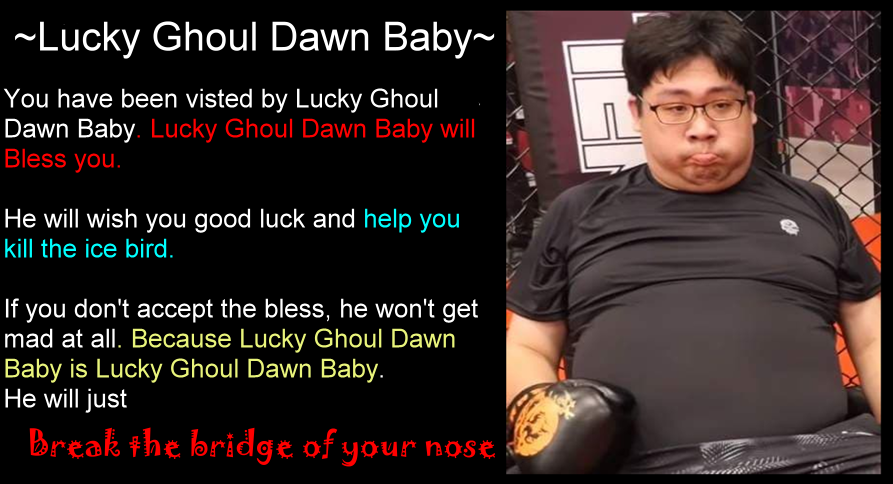 ~Lucky Ghoul Dawn Baby~
You have been visted by Lucky Ghoul
Dawn Baby. Lucky Ghoul Dawn Baby will
Bless you.
He will wish you good luck and help you
kill the ice bird.
If you don't accept the bless, he won't get
mad at all. Because Lucky Ghoul Dawn
Baby is Lucky Ghoul Dawn Baby.
He will just
Break the bridge of your nose